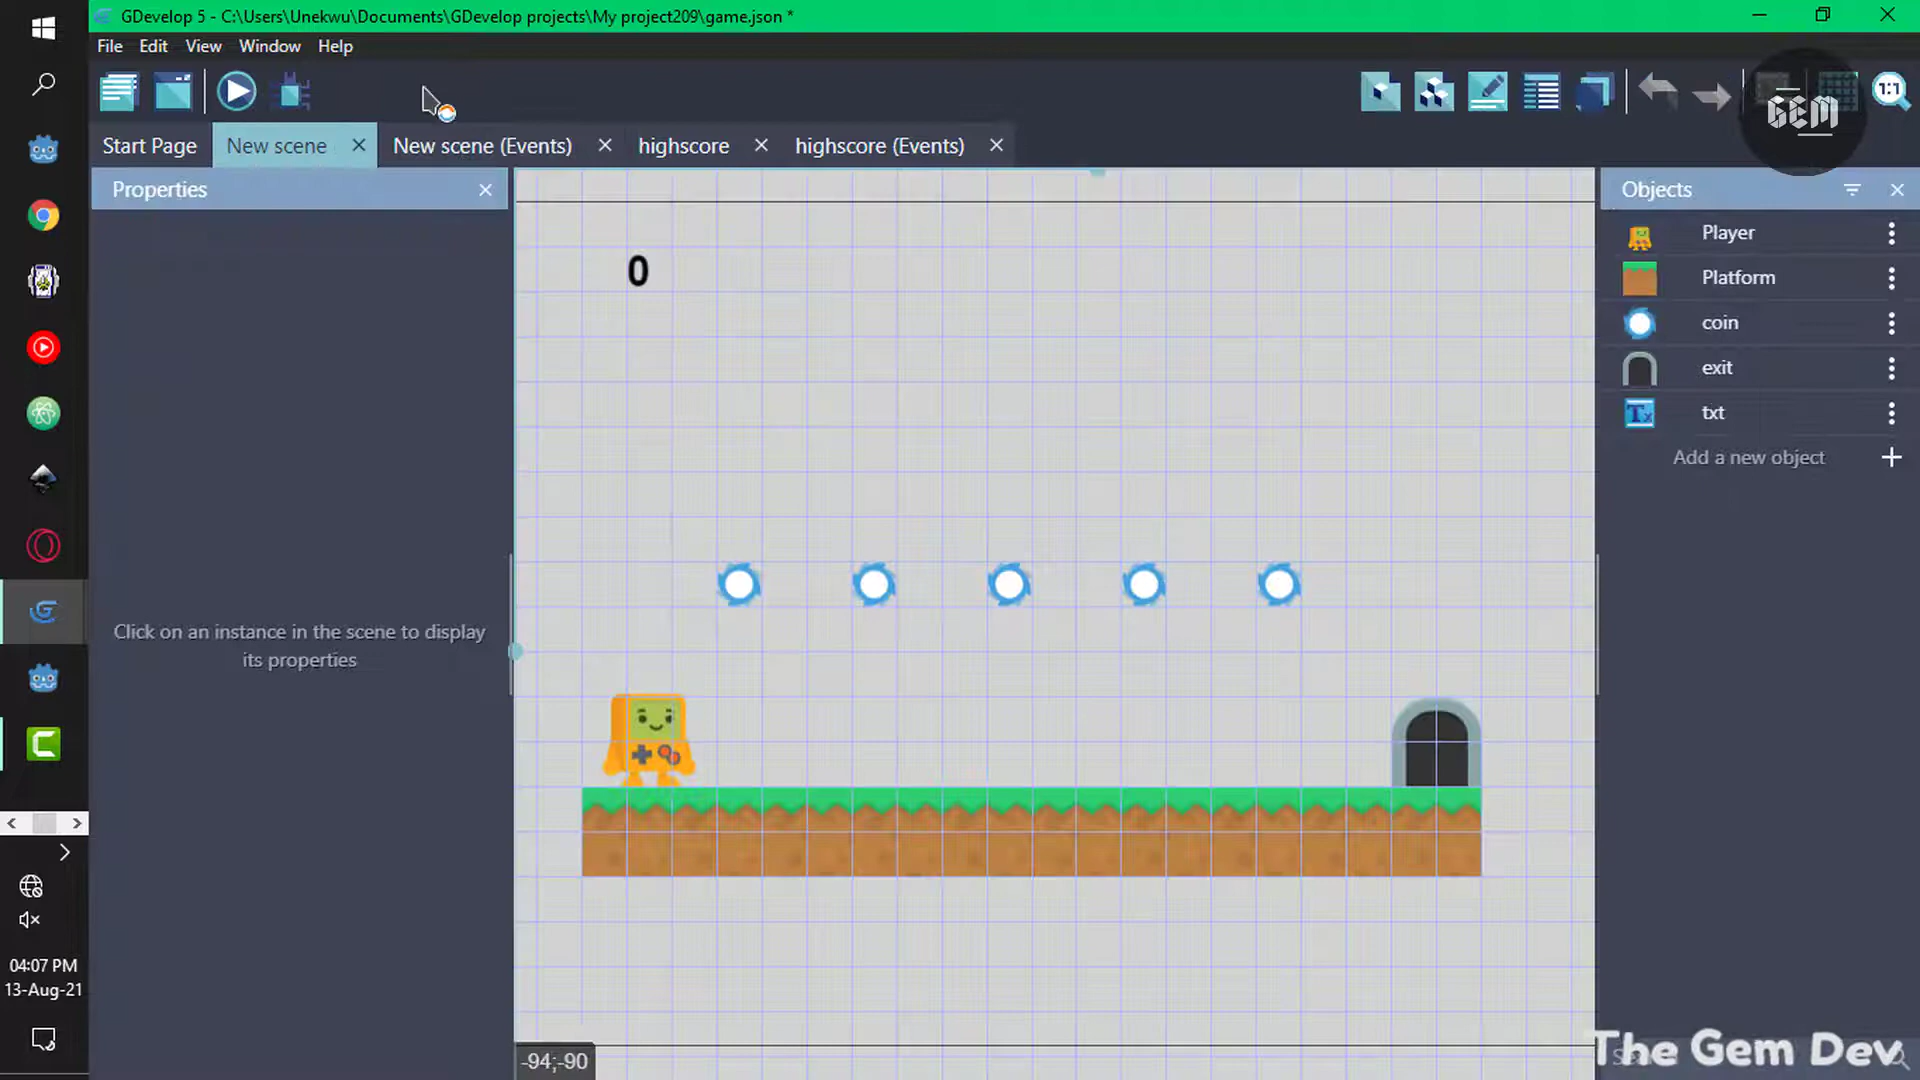 GDevelop 5 - C:\Users\Unekwu\Documents\GDevelop projects\My project209\game.json *
File Edit View Window Help
1:1
GEM
Start Page New scene New scene (Events) highscore highscore (Events)
Properties
Objects
Player
Platform
coin
exit
txt
Add a new object
0
Click on an instance in the scene to display
its properties
04:07 PM
13-Aug-21
-94;-90
The Gem Dev